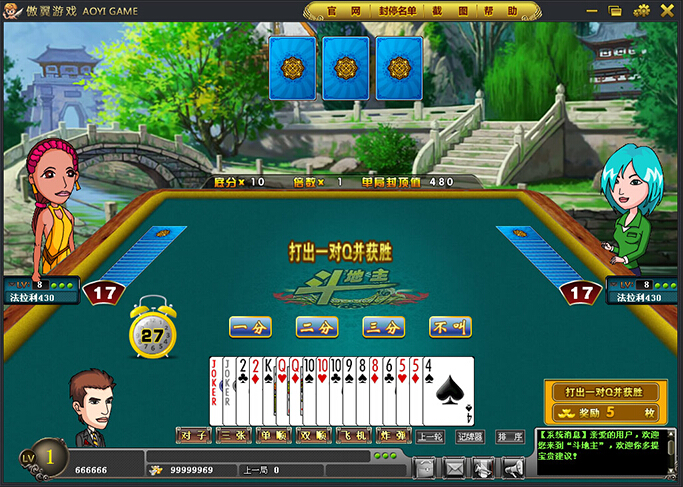 傲翼游戏 AOYI GAME
官 网 封停名单 截 图 帮 助
底分× 10 倍数× 1 单局封顶值 480
打出一对Q并获胜
斗地主
LV 8
法拉利430
17
17
LV 8
法拉利430
27
一 分 二 分 三 分 不 叫
JOKER JOKER 2 2 K Q Q 10 10 10 9 8 8 6 5 5 4
打出一对Q并获胜
奖励 5 枚
对 子 三 张 单 顺 双 顺 飞 机 炸 弹 上一轮 记牌器 排 序
【系统消息】亲爱的用户，欢迎
您来到“斗地主”，欢迎你多提
宝贵建议！
LV 1
666666 99999969 上一局 0